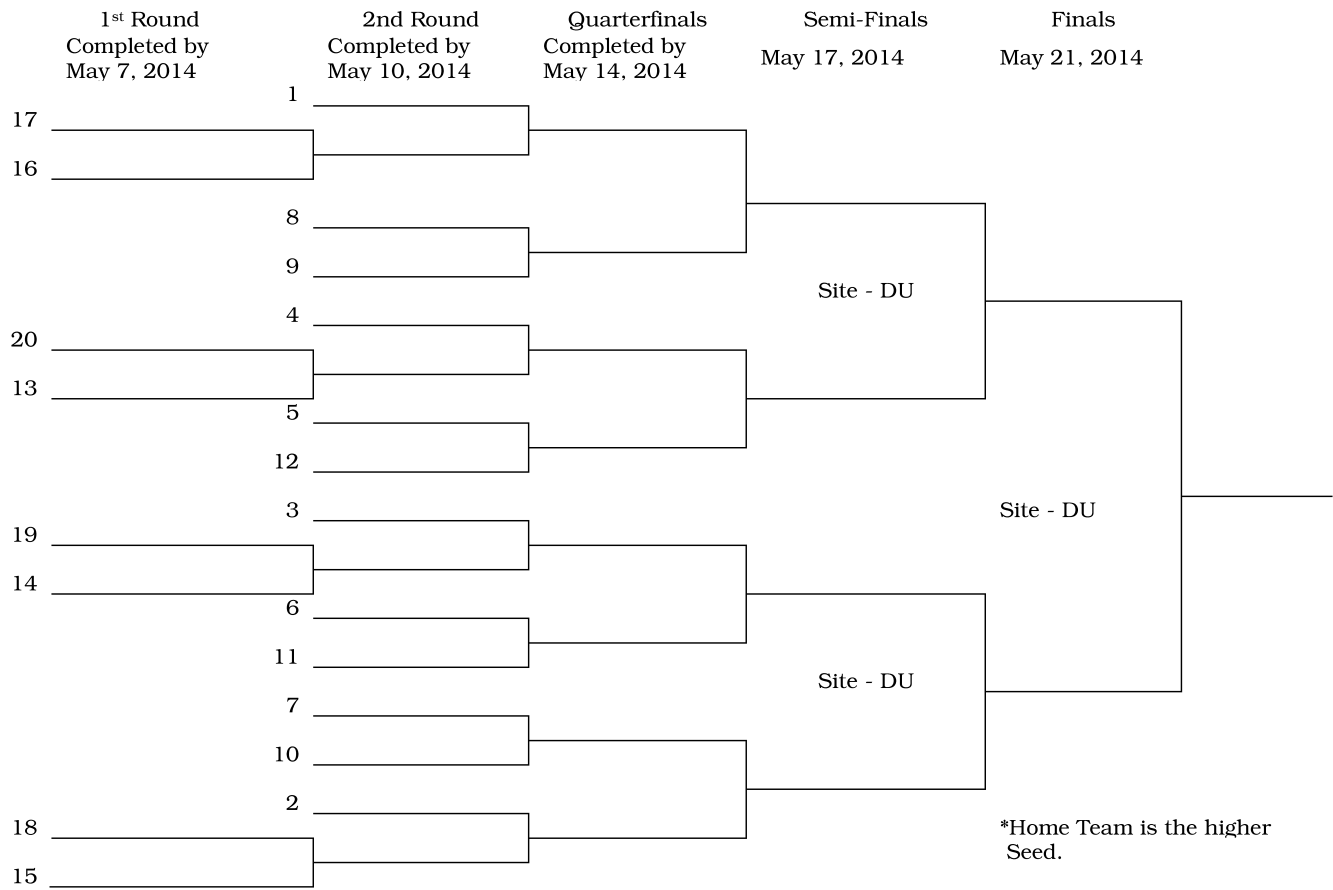 1st Round
Completed by
May 7, 2014
2nd Round
Completed by
May 10, 2014
Quarterfinals
Completed by
May 14, 2014
Semi-Finals
May 17, 2014
Finals
May 21, 2014
1
17
16
8
9
4
20
13
5
12
3
19
14
6
11
7
10
2
18
15
Site - DU
Site - DU
Site - DU
*Home Team is the higher
Seed.